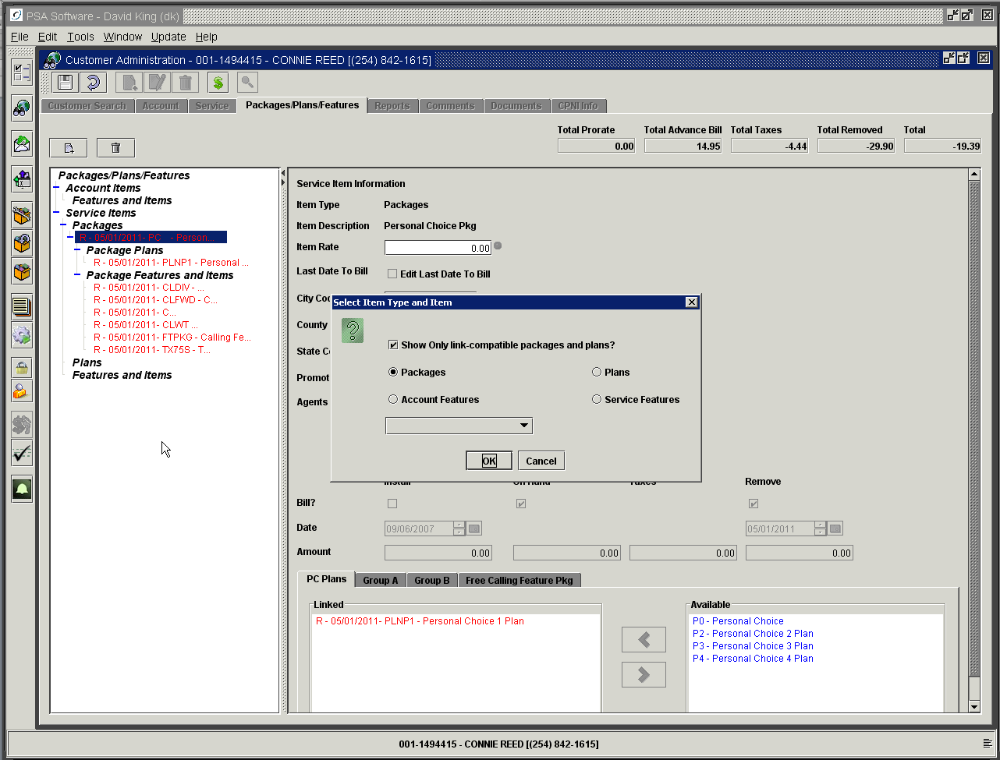 PSA Software - David King (dk)
File Edit Tools Window Update Help
Customer Administration - 001-1494415 - CONNIE REED [(254) 842-1615]
Customer Search Account Service Packages/Plans/Features Reports Comments Documents CPNI Info
Total Prorate Total Advance Bill Total Taxes Total Removed Total
0.00 14.95 -4.44 -29.90 -19.39
Packages/Plans/Features
Account Items
Features and Items
Service Items
Packages
R - 05/01/2011- PC - Person...
Package Plans
R - 05/01/2011- PLNP1 - Personal ...
Package Features and Items
R - 05/01/2011- CLDIV - ...
R - 05/01/2011- CLFWD - C...
R - 05/01/2011- C...
R - 05/01/2011- CLWT ...
R - 05/01/2011- FTPKG - Calling Fe...
R - 05/01/2011- TX75S - T...
Plans
Features and Items
Service Item Information
Item Type Packages
Item Description Personal Choice Pkg
Item Rate 0.00
Last Date To Bill Edit Last Date To Bill
City Co
County
State C
Promot
Agents
Select Item Type and Item
Show Only link-compatible packages and plans?
Packages Plans
Account Features Service Features
OK Cancel
Install On Hand Taxes Remove
Bill?
Date 09/06/2007 05/01/2011
Amount 0.00 0.00 0.00 0.00
PC Plans Group A Group B Free Calling Feature Pkg
Linked
R - 05/01/2011- PLNP1 - Personal Choice 1 Plan
Available
P0 - Personal Choice
P2 - Personal Choice 2 Plan
P3 - Personal Choice 3 Plan
P4 - Personal Choice 4 Plan
001-1494415 - CONNIE REED [(254) 842-1615]